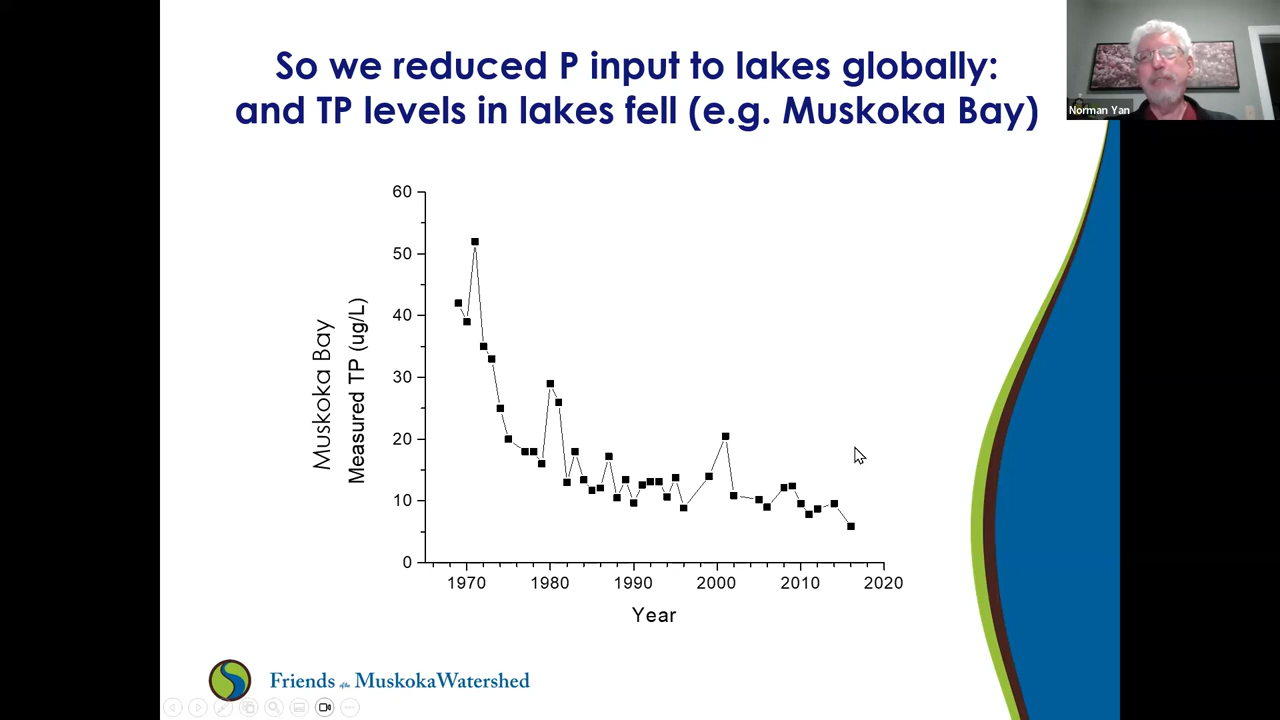 So we reduced P input to lakes globally:
and TP levels in lakes fell (e.g. Muskoka Bay)
Norman Yan
Muskoka Bay
Measured TP (ug/L)
60
50
40
30
20
10
0
1970 1980 1990 2000 2010 2020
Year
Friends of the MuskokaWatershed